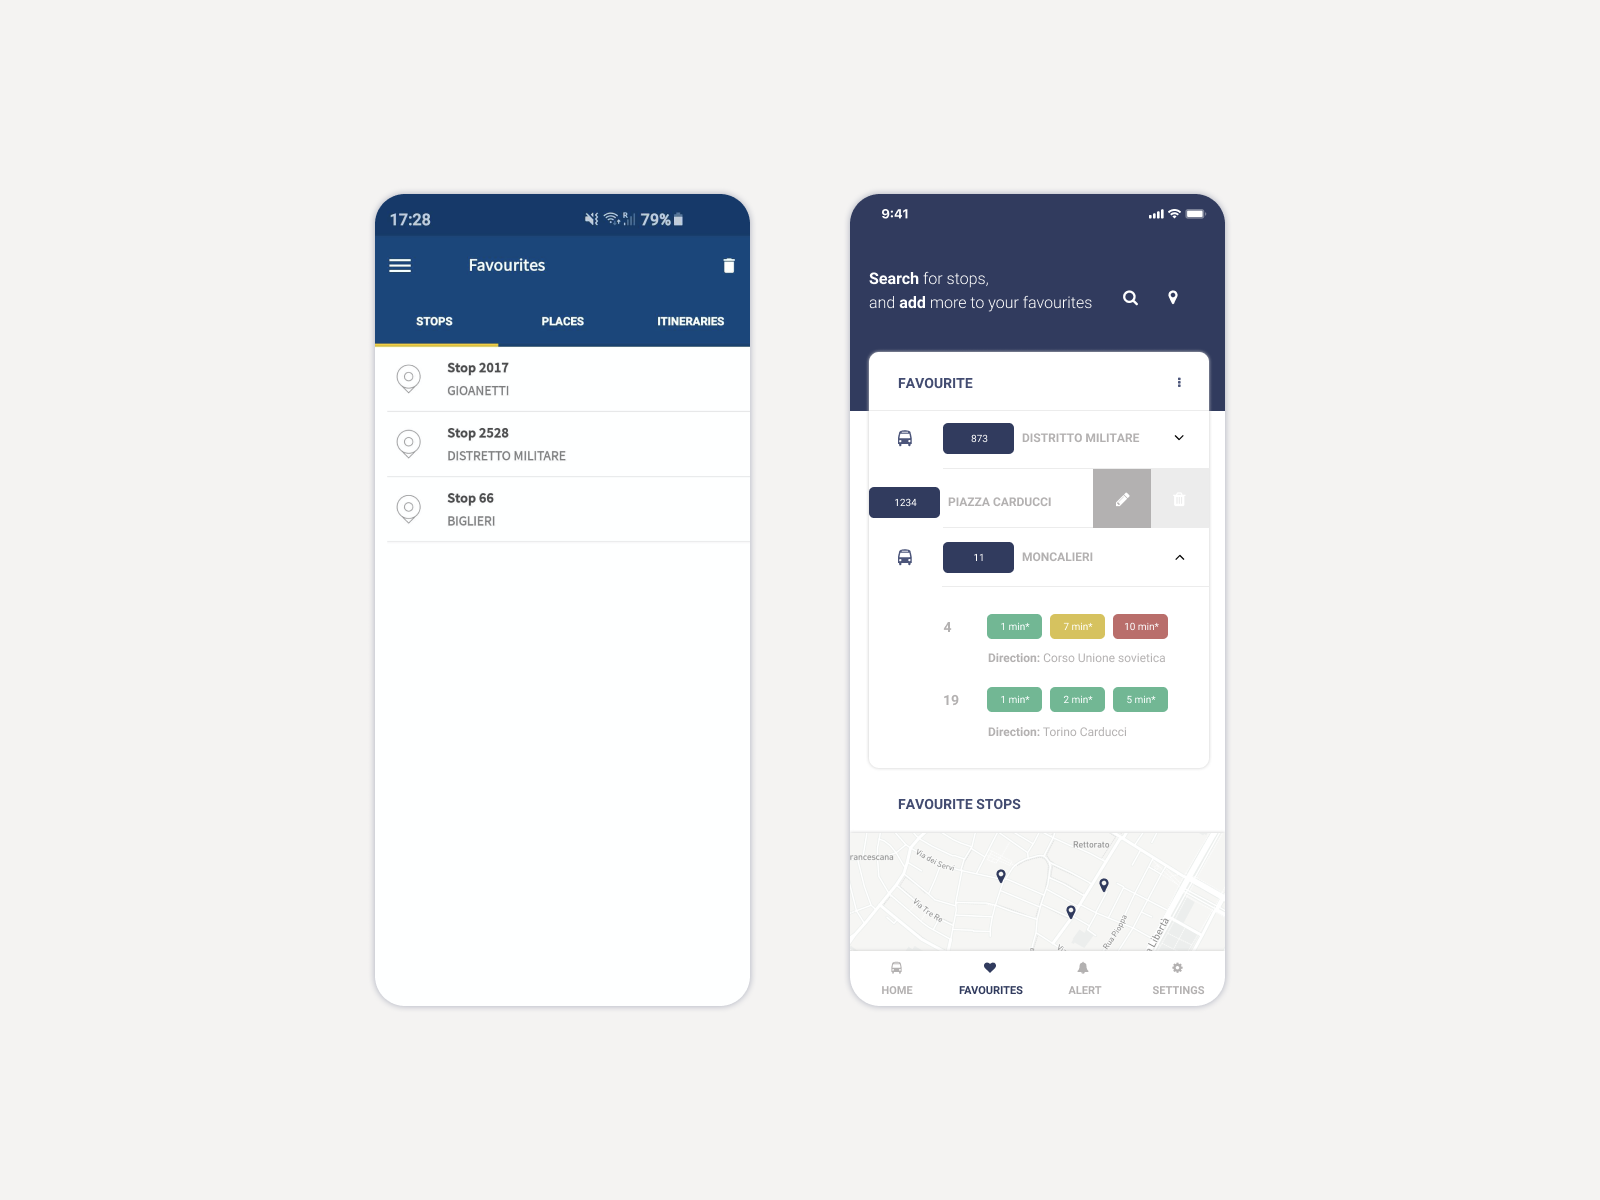 17:28
R
79%
Favourites
STOPS
PLACES
ITINERARIES
Stop 2017
GIOANETTI
Stop 2528
DISTRETTO MILITARE
Stop 66
BIGLIERI
9:41
Search for stops,
and add more to your favourites
FAVOURITE
873
DISTRITTO MILITARE
1234
PIAZZA CARDUCCI
11
MONCALIERI
4
1 min*
7 min*
10 min*
Direction: Corso Unione sovietica
19
1 min*
2 min*
5 min*
Direction: Torino Carducci
FAVOURITE STOPS
rancescana
Via dei Servi
Rettorato
Via Tre Re
Rua Pioppa
Libertà
HOME
FAVOURITES
ALERT
SETTINGS